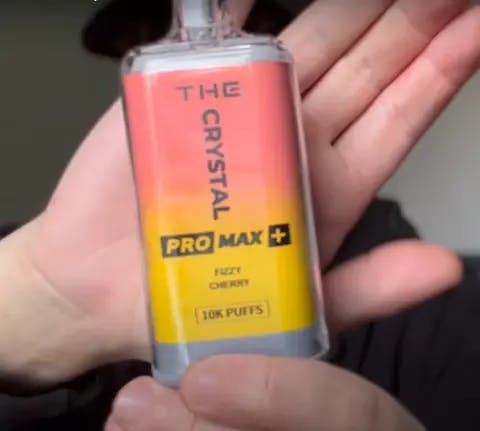 THE
CRYSTAL
PRO MAX +
FIZZY
CHERRY
10K PUFFS